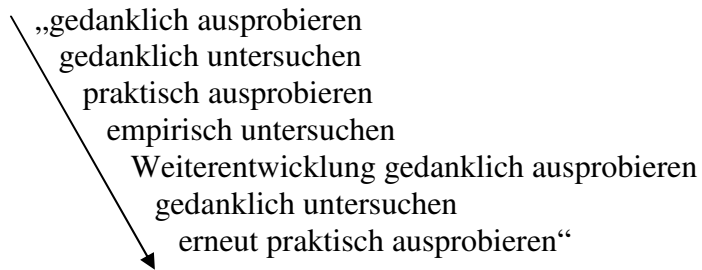 „gedanklich ausprobieren
gedanklich untersuchen
praktisch ausprobieren
empirisch untersuchen
Weiterentwicklung gedanklich ausprobieren
gedanklich untersuchen
erneut praktisch ausprobieren“